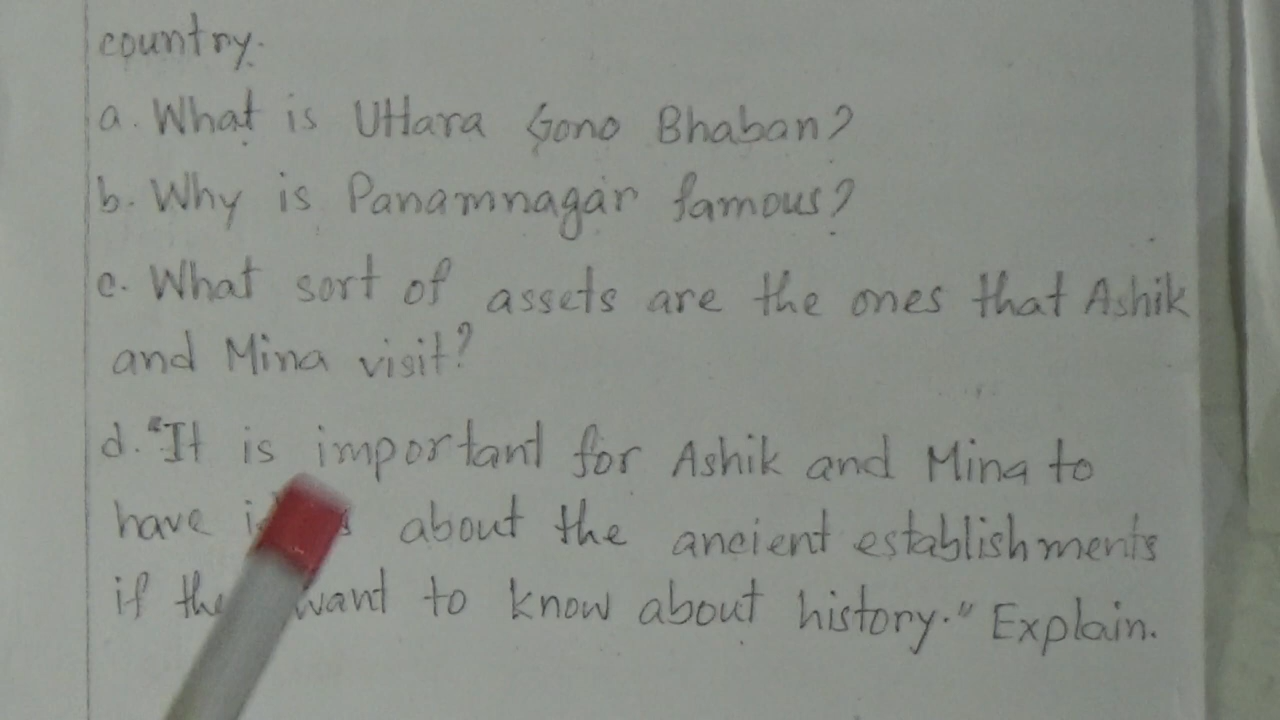 country.
a. What is Uttara Gono Bhaban?
b. Why is Panamnagar famous?
c. What sort of assets are the ones that Ashik
and Mina visit?
d. "It is important for Ashik and Mina to
have about the ancient establishments
if want to know about history." Explain.